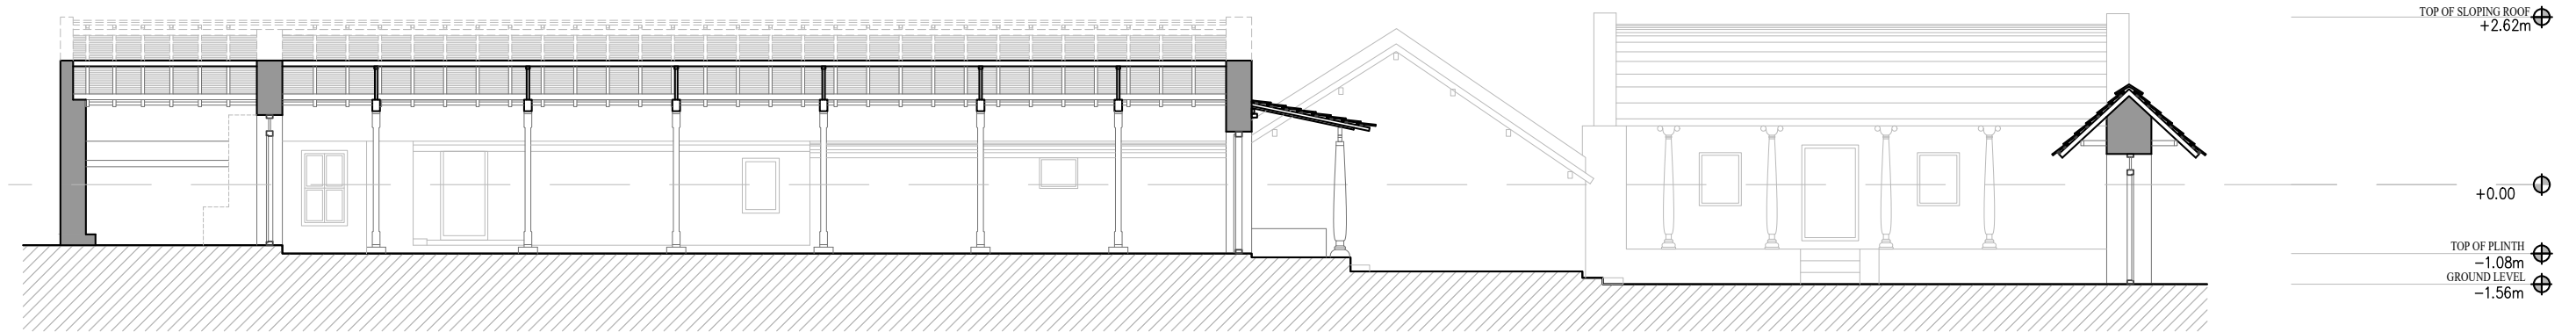 TOP OF SLOPING ROOF
+2.62m
+0.00
TOP OF PLINTH
-1.08m
GROUND LEVEL
-1.56m